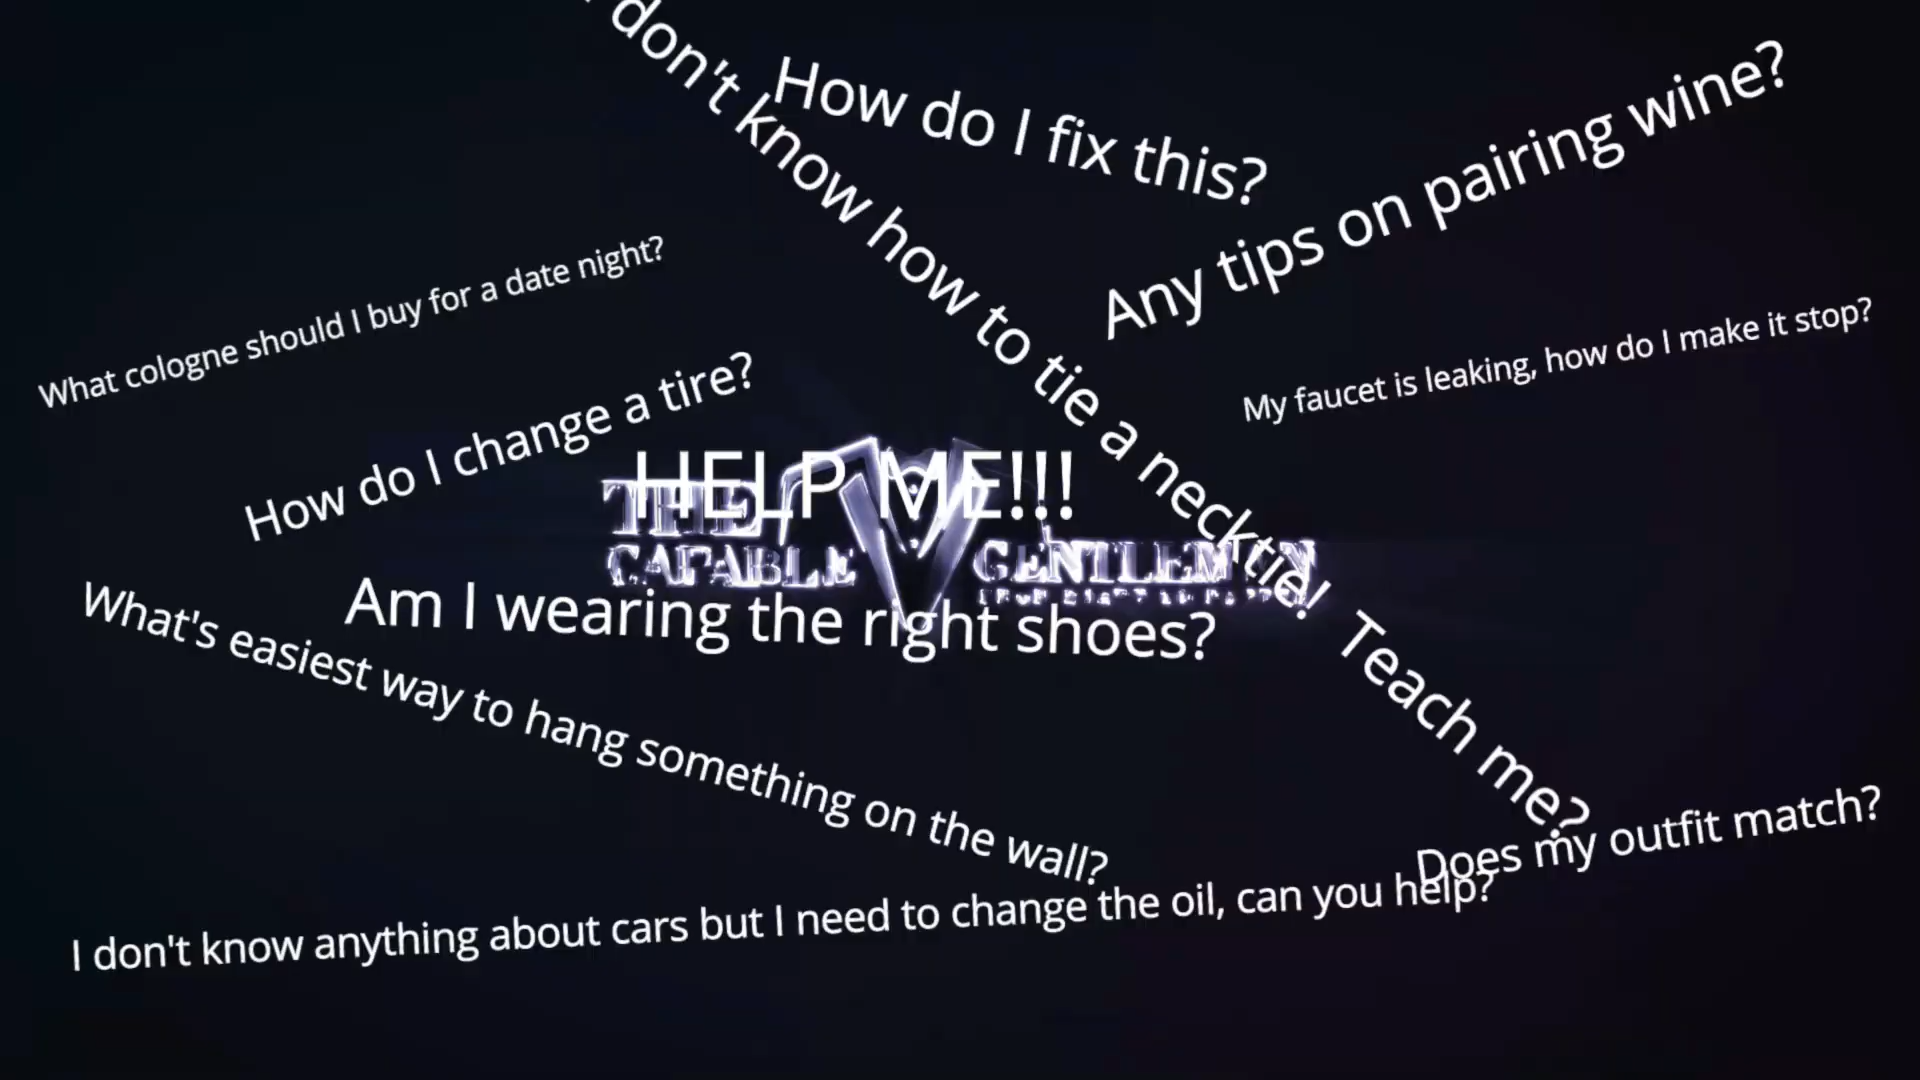 don't know how to tie a necktie! Teach me?
How do I fix this?
Any tips on pairing wine?
What cologne should I buy for a date night?
My faucet is leaking, how do I make it stop?
How do I change a tire?
HELP ME!!!
THE
CAPABLE GENTLEMAN
Am I wearing the right shoes?
What's easiest way to hang something on the wall?
Does my outfit match?
I don't know anything about cars but I need to change the oil, can you help?